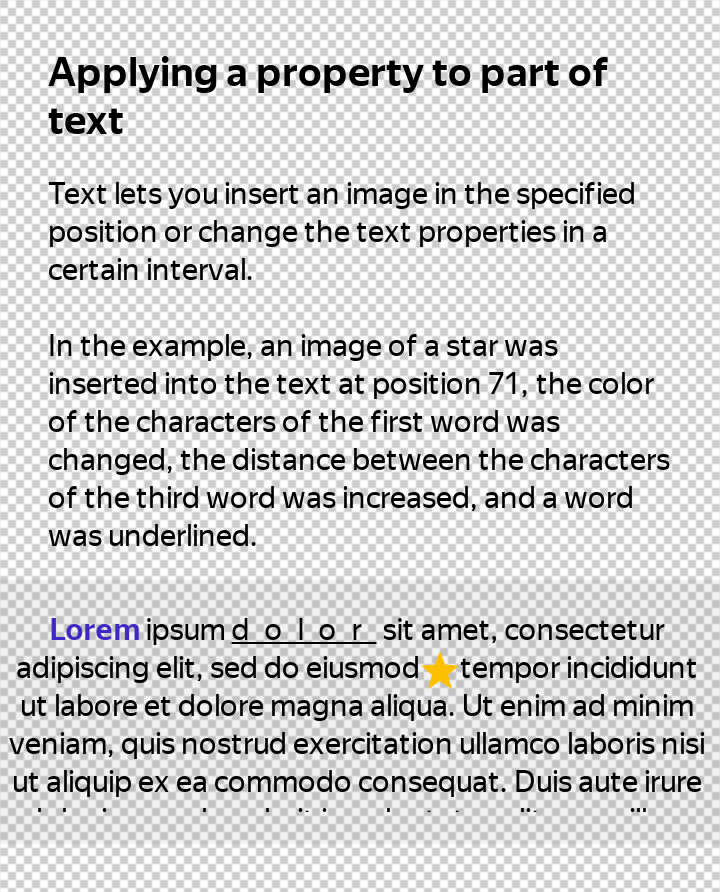 Applying a property to part of
text
Text lets you insert an image in the specified
position or change the text properties in a
certain interval.
In the example, an image of a star was
inserted into the text at position 71, the color
of the characters of the first word was
changed, the distance between the characters
of the third word was increased, and a word
was underlined.
Lorem ipsum d o l o r sit amet, consectetur
adipiscing elit, sed do eiusmod tempor incididunt
ut labore et dolore magna aliqua. Ut enim ad minim
veniam, quis nostrud exercitation ullamco laboris nisi
ut aliquip ex ea commodo consequat. Duis aute irure